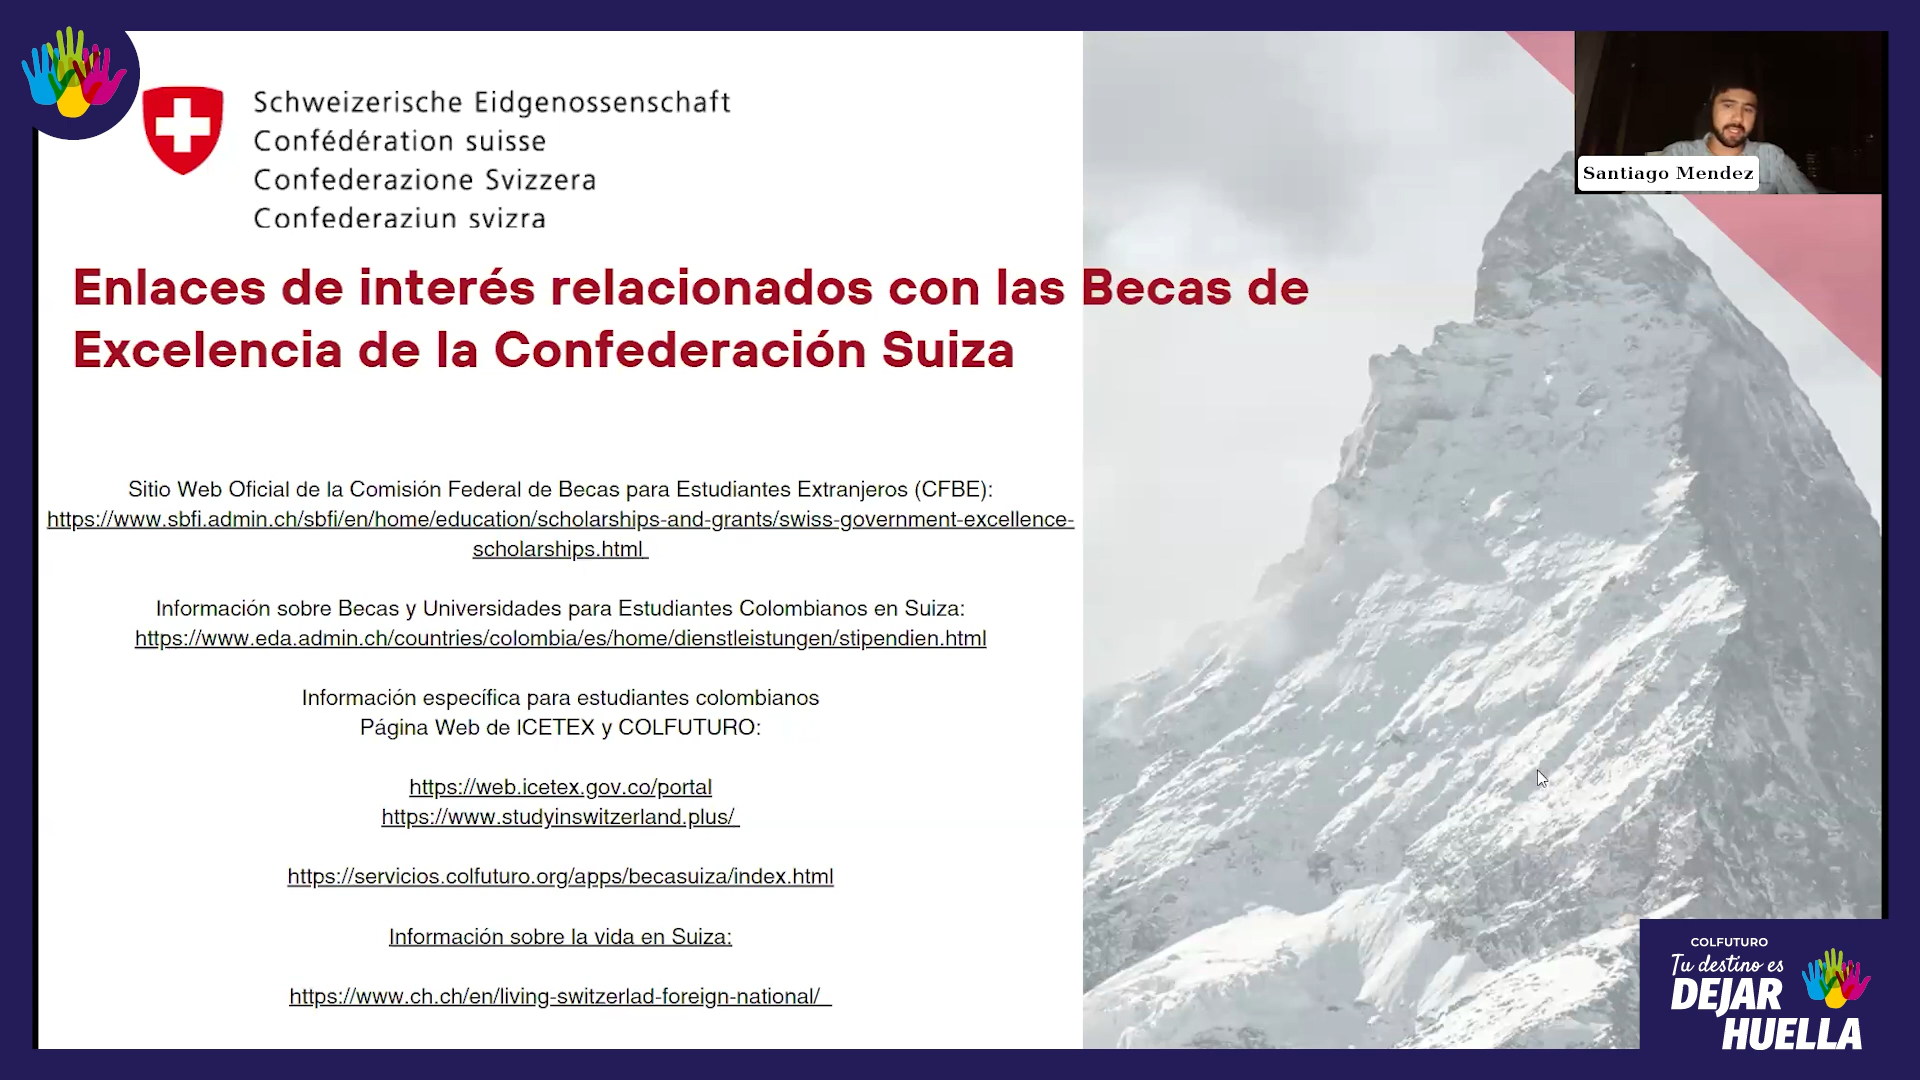 Schweizerische Eidgenossenschaft
Confédération suisse
Confederazione Svizzera
Confederaziun svizra
Enlaces de interés relacionados con las Becas de
Excelencia de la Confederación Suiza
Santiago Mendez
Sitio Web Oficial de la Comisión Federal de Becas para Estudiantes Extranjeros (CFBE):
https://www.sbfi.admin.ch/sbfi/en/home/education/scholarships-and-grants/swiss-government-excellence-
scholarships.html
Información sobre Becas y Universidades para Estudiantes Colombianos en Suiza:
https://www.eda.admin.ch/countries/colombia/es/home/dienstleistungen/stipendien.html
Información específica para estudiantes colombianos
Página Web de ICETEX y COLFUTURO:
https://web.icetex.gov.co/portal
https://www.studyinswitzerland.plus/
https://servicios.colfuturo.org/apps/becasuiza/index.html
Información sobre la vida en Suiza:
https://www.ch.ch/en/living-switzerlad-foreign-national/
COLFUTURO
Tu destino es
DEJAR
HUELLA